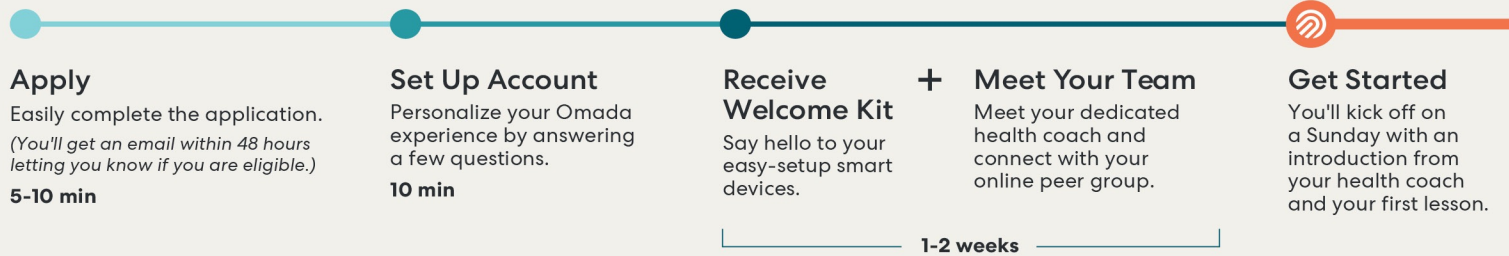 Apply
Easily complete the application.
(You'll get an email within 48 hours
letting you know if you are eligible.)
5-10 min
Set Up Account
Personalize your Omada
experience by answering
a few questions.
10 min
Receive
Welcome Kit
Say hello to your
easy-setup smart
devices.
+
Meet Your Team
Meet your dedicated
health coach and
connect with your
online peer group.
1-2 weeks
Get Started
You'll kick off on
a Sunday with an
introduction from
your health coach
and your first lesson.